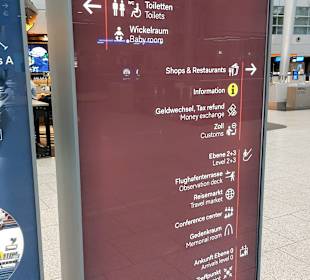 Toiletten
Toilets
Wickelraum
Baby room
Shops & Restaurants
Information
Geldwechsel, Tax refund
Money exchange
Zoll
Customs
Ebene 2+3
Level 2+3
Flughafenterrasse
Observation deck
Reisemarkt
Travel market
Conference center
Gedenkraum
Memorial room
Ankunft Ebene 0
Arrivals level 0
Treffpunkt